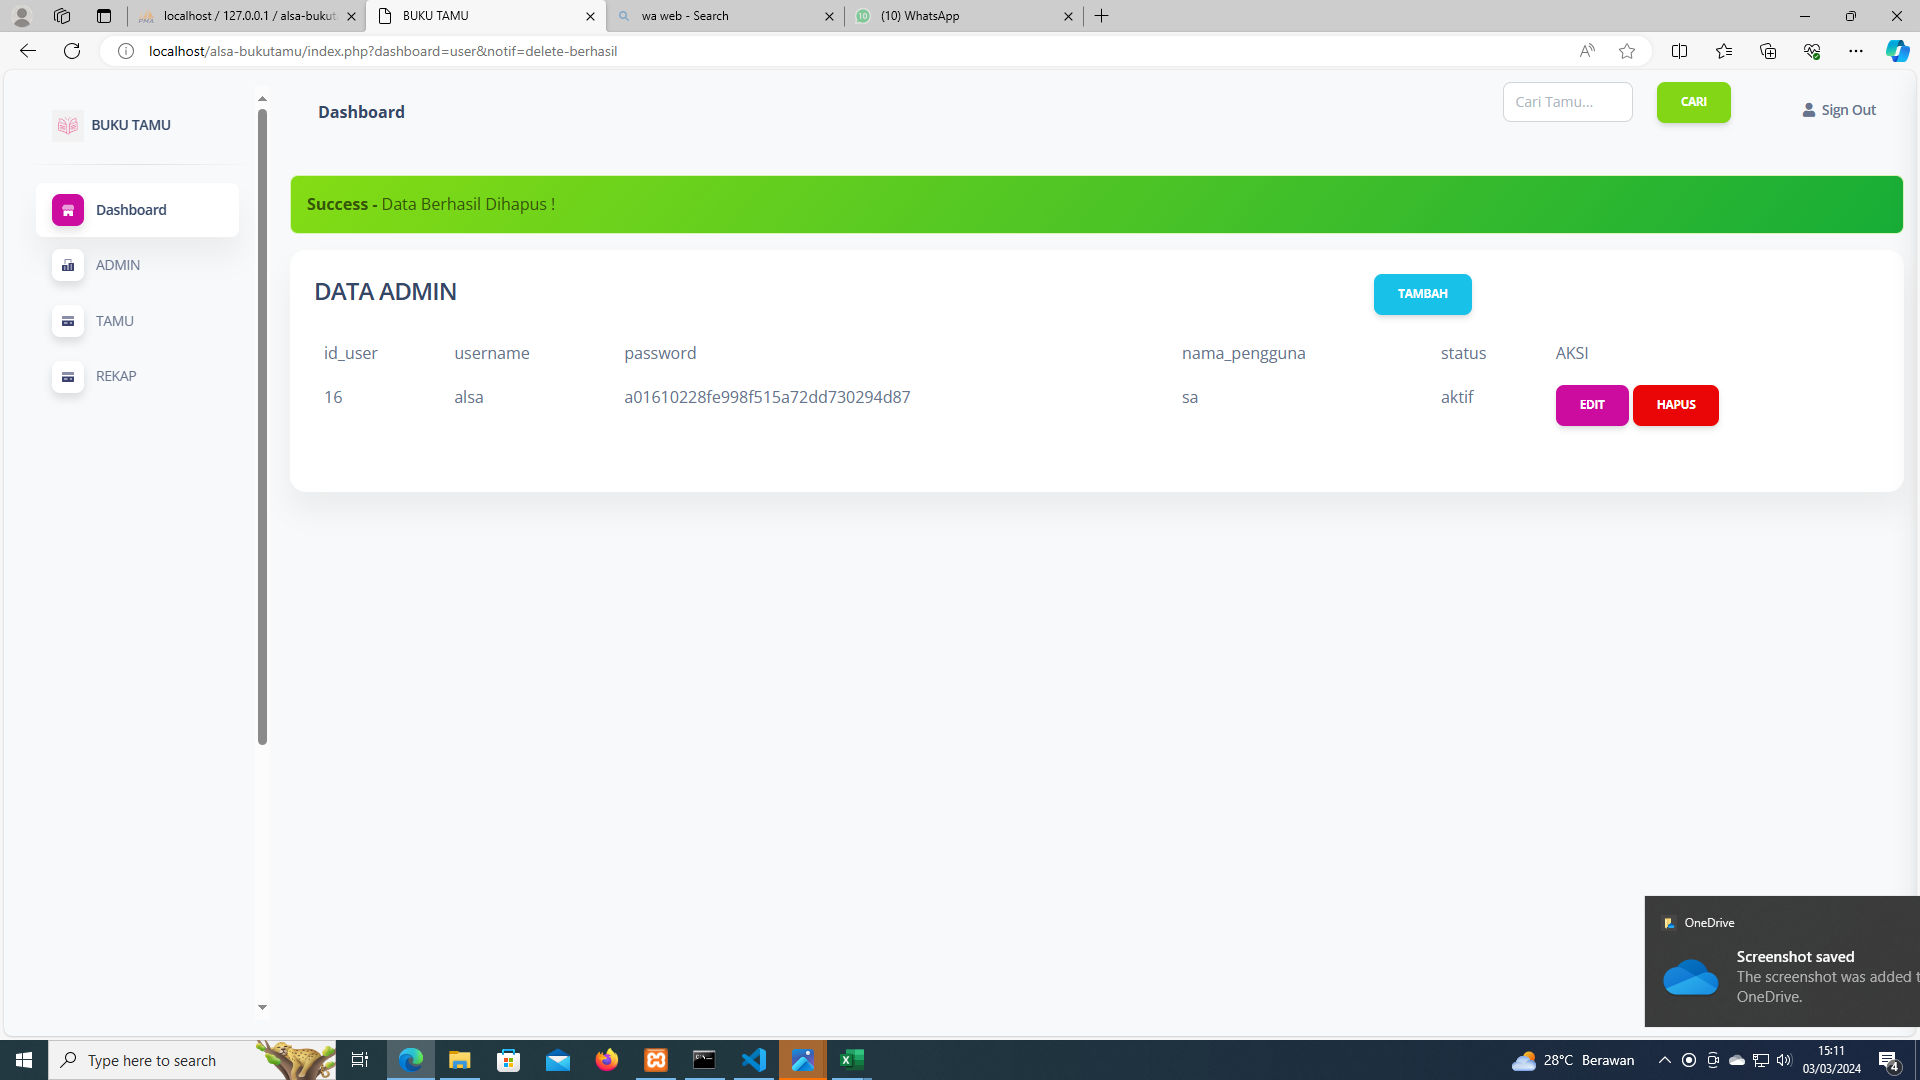 localhost / 127.0.0.1 / alsa-bukut
BUKU TAMU
wa web - Search
(10) WhatsApp
localhost/alsa-bukutamu/index.php?dashboard=user&notif=delete-berhasil
BUKU TAMU
Dashboard
ADMIN
TAMU
REKAP
Dashboard
Cari Tamu...
CARI
Sign Out
Success - Data Berhasil Dihapus !
DATA ADMIN
TAMBAH
id_user username password nama_pengguna status AKSI
16 alsa a01610228fe998f515a72dd730294d87 sa aktif EDIT HAPUS
OneDrive
Screenshot saved
The screenshot was added t
OneDrive.
Type here to search
28°C Berawan
15:11
03/03/2024
4